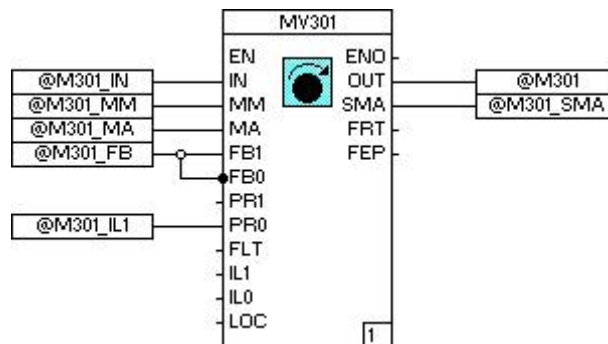 MV301
EN ENO
@M301_IN IN OUT @M301
@M301_MM MM SMA @M301_SMA
@M301_MA MA FRT
@M301_FB FB1 FEP
FB0
PR1
@M301_IL1 PR0
FLT
IL1
IL0
LOC
1